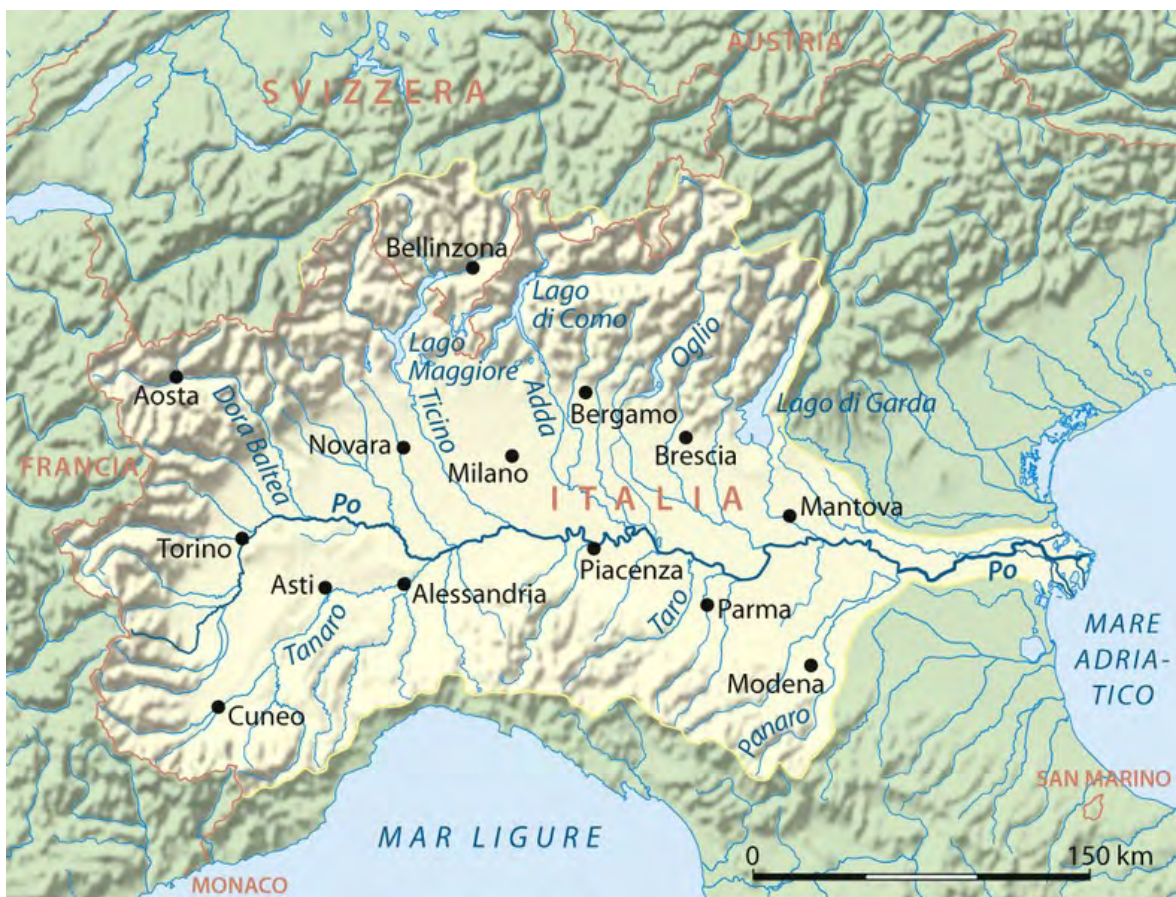 AUSTRIA
SVIZZERA
Bellinzona
Lago
di Como
Lago
Maggiore
Oglio
Aosta
Dora Baltea
Ticino
Adda
Bergamo
Lago di Garda
Novara
Milano
Brescia
FRANCIA
ITALIA
Po
Mantova
Torino
Piacenza
Po
Asti
Alessandria
Taro
Parma
Tanaro
MARE
ADRIA-
TICO
Modena
Cuneo
Panaro
SAN MARINO
MAR LIGURE
0 150 km
MONACO